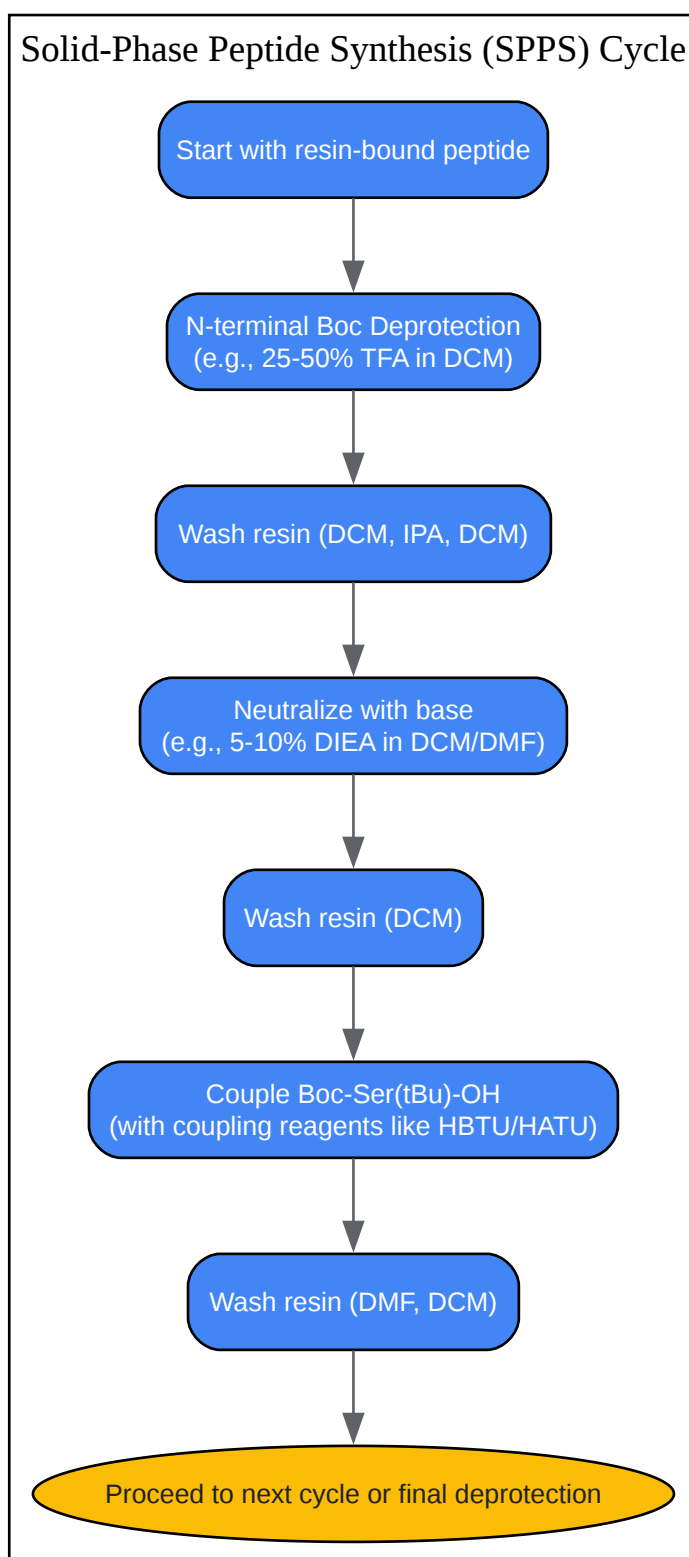 Solid-Phase Peptide Synthesis (SPPS) Cycle
Start with resin-bound peptide
N-terminal Boc Deprotection
(e.g., 25-50% TFA in DCM)
Wash resin (DCM, IPA, DCM)
Neutralize with base
(e.g., 5-10% DIEA in DCM/DMF)
Wash resin (DCM)
Couple Boc-Ser(tBu)-OH
(with coupling reagents like HBTU/HATU)
Wash resin (DMF, DCM)
Proceed to next cycle or final deprotection